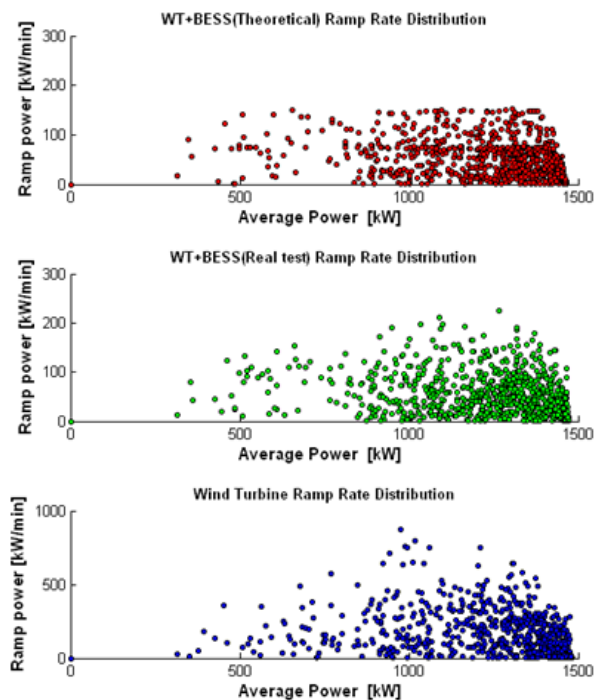 WT+BESS(Theoretical) Ramp Rate Distribution
300
200
100
0
Ramp power [kW/min]
0 500 1000 1500
Average Power [kW]
WT+BESS(Real test) Ramp Rate Distribution
300
200
100
0
Ramp power [kW/min]
0 500 1000 1500
Average Power [kW]
Wind Turbine Ramp Rate Distribution
1000
500
0
Ramp power [kW/min]
0 500 1000 1500
Average Power [kW]